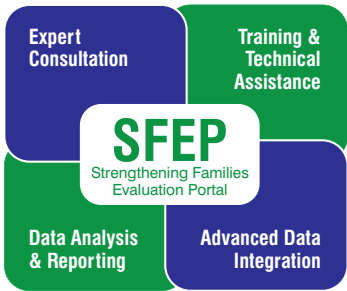 Expert
Consultation
Training &
Technical
Assistance
SFEP
Strengthening Families
Evaluation Portal
Data Analysis
& Reporting
Advanced Data
Integration